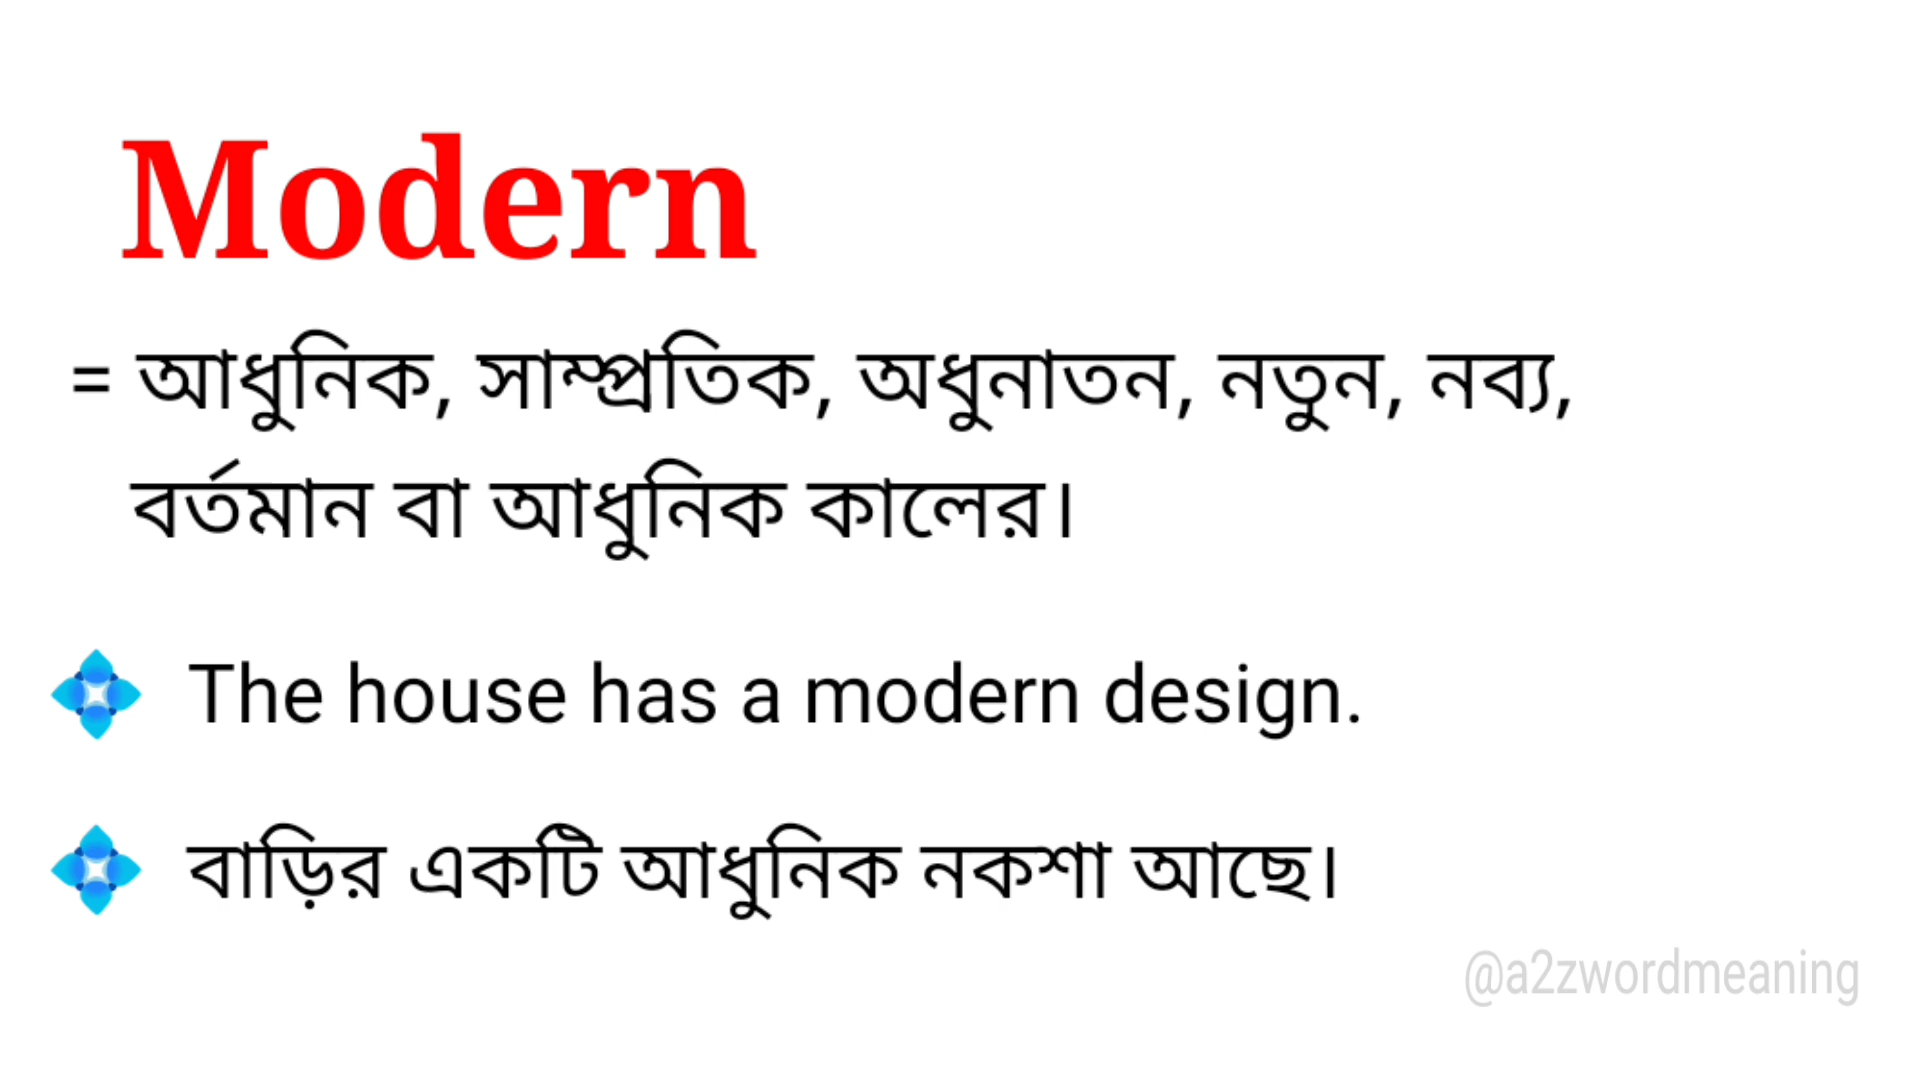 Modern
= আধুনিক, সাম্প্রতিক, অধুনাতন, নতুন, নব্য,
বর্তমান বা আধুনিক কালের।
💠 The house has a modern design.
💠 বাড়ির একটি আধুনিক নকশা আছে।
@a2zwordmeaning